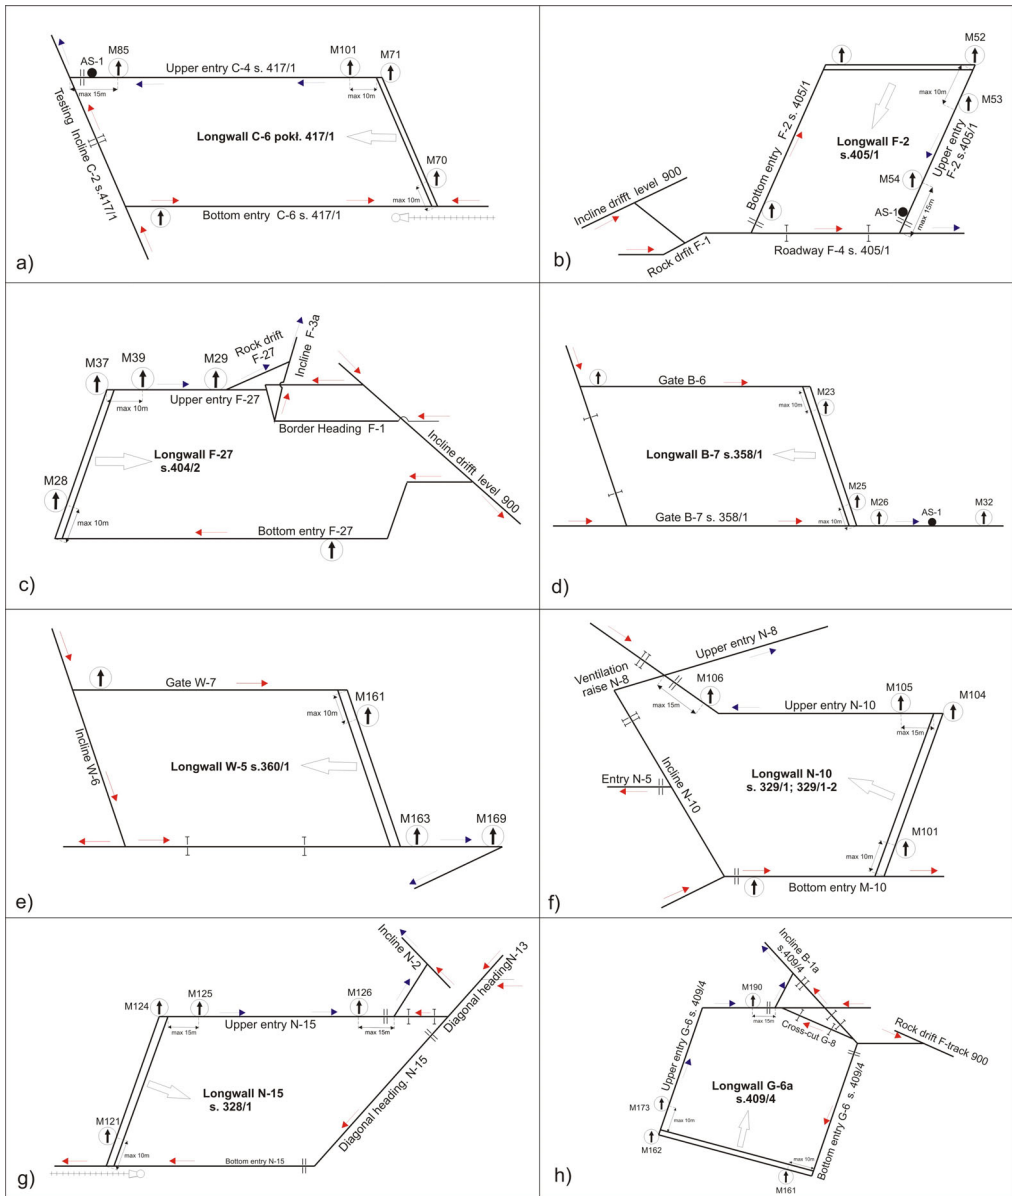 M85
AS-1
M101
M71
Upper entry C-4 s. 417/1
max 15m
max 10m
Testing Incline C-2 s.417/1
Longwall C-6 pokł. 417/1
M70
max 10m
Bottom entry C-6 s. 417/1
a)
M52
max 10m
M53
Bottom entry F-2 s. 405/1
Longwall F-2
s.405/1
Upper entry
F-2 s. 405/1
M54
Incline drifft level 900
AS-1
max 15m
Rock drfit F-1
Roadway F-4 s. 405/1
b)
M37
M39
M29
Rock drift
F-27
Incline F-3a
max 10m
Upper entry F-27
Border Heading F-1
Longwall F-27
s.404/2
Incline drifft level 900
M28
max 10m
Bottom entry F-27
c)
Gate B-6
M23
max 10m
Longwall B-7 s.358/1
M25
M26
M32
AS-1
Gate B-7 s. 358/1
max 10m
d)
Gate W-7
M161
max 10m
Incline W-6
Longwall W-5 s.360/1
M163
M169
e)
Upper entry N-8
Ventilation
raise N-8
M106
M105
M104
max 15m
Upper entry N-10
max 15m
Longwall N-10
s. 329/1; 329/1-2
Entry N-5
Incline N-10
M101
max 10m
Bottom entry M-10
f)
Incline N-2
Diagonal headingN-13
M124
M125
M126
Upper entry N-15
max 15m
max 15m
Longwall N-15
s. 328/1
Diagonal heading. N-15
M121
max 10m
Bottom entry N-15
g)
Incline B-1a
s.409/4
M190
max 15m
Cross-cut G-8
Rock drift F-track 900
Upper entry G-6 s. 409/4
Longwall G-6a
s.409/4
Bottom entry G-6 s. 409/4
M173
max 10m
M162
max 10m
M161
h)